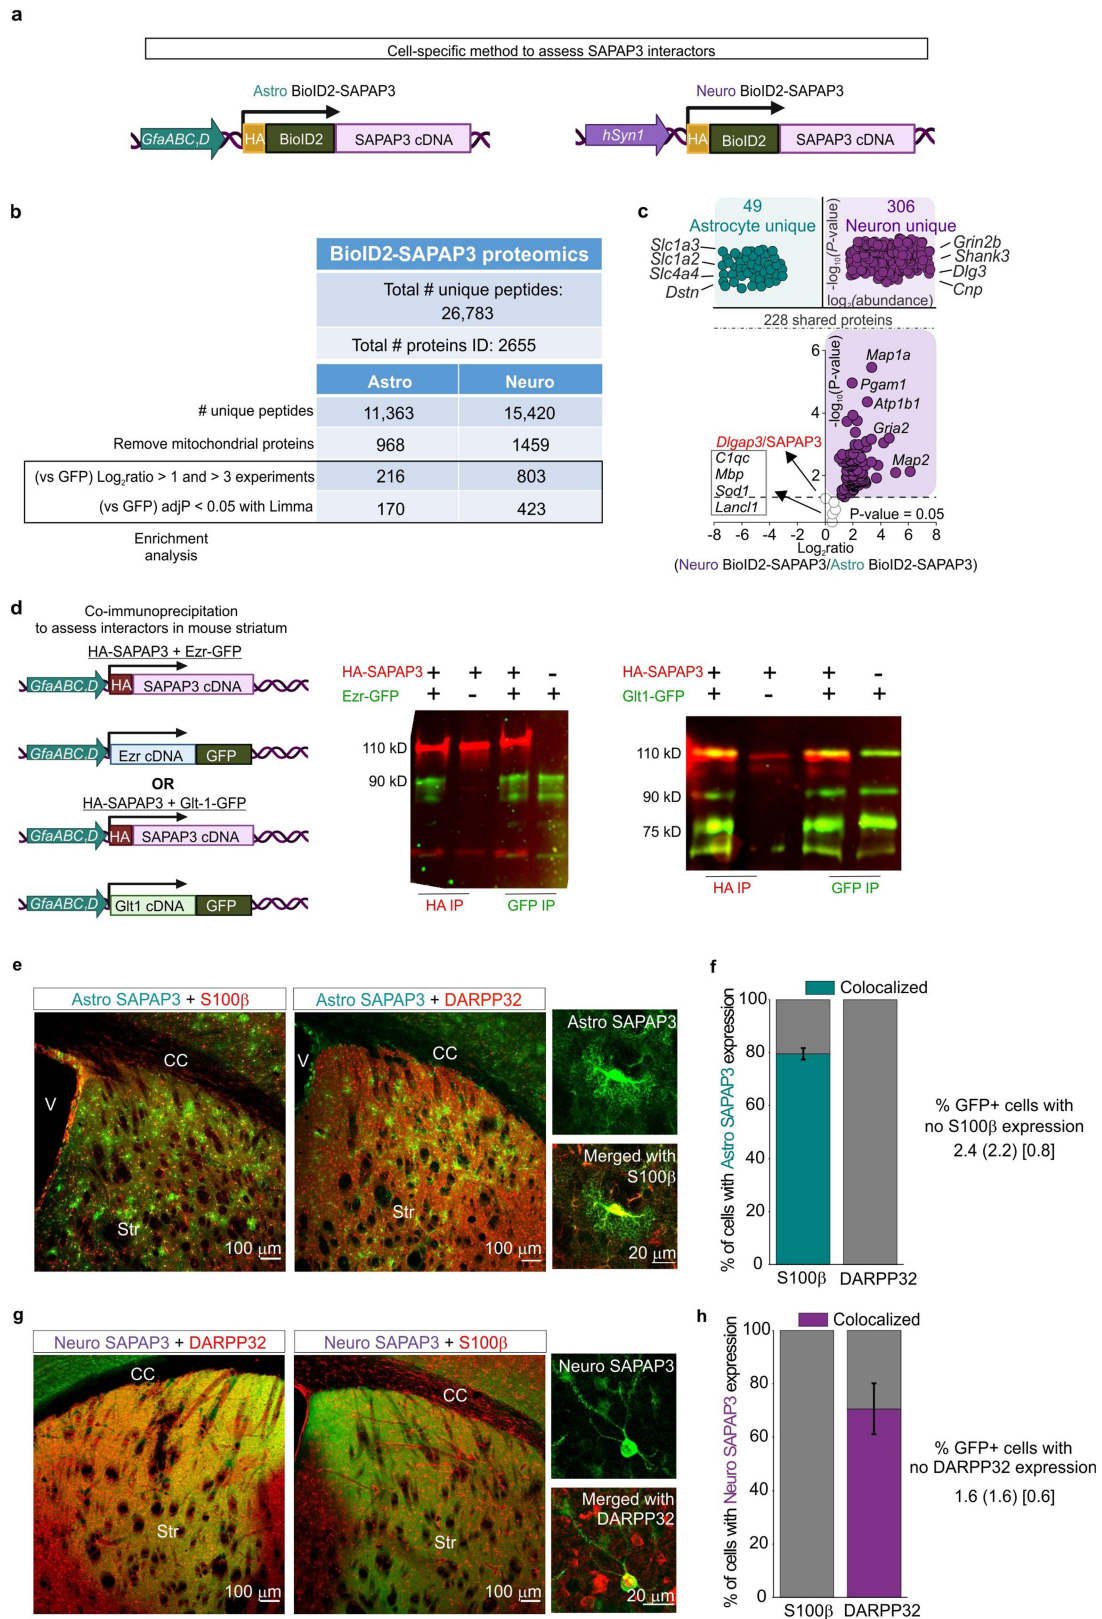 a
Cell-specific method to assess SAPAP3 interactors
Astro BioID2-SAPAP3
GfaABC₁D
HA
BioID2
SAPAP3 cDNA
Neuro BioID2-SAPAP3
hSyn1
HA
BioID2
SAPAP3 cDNA
b
BioID2-SAPAP3 proteomics
Total # unique peptides:
26,783
Total # proteins ID: 2655
Astro Neuro
# unique peptides 11,363 15,420
Remove mitochondrial proteins 968 1459
(vs GFP) Log₂ratio > 1 and > 3 experiments 216 803
(vs GFP) adjP < 0.05 with Limma 170 423
Enrichment
analysis
c
49
Astrocyte unique
306
Neuron unique
Slc1a3
Slc1a2
Slc4a4
Dstn
-log₁₀(P-value)
Grin2b
Shank3
Dlg3
Cnp
log₂(abundance)
228 shared proteins
-log₁₀(P-value)
6
4
2
0
Map1a
Pgam1
Atp1b1
Gria2
Map2
Dlgap3/SAPAP3
C1qc
Mbp
Sod1
Lancl1
P-value = 0.05
-8 -6 -4 -2 0 2 4 6 8
Log₂ratio
(Neuro BioID2-SAPAP3/Astro BioID2-SAPAP3)
d
Co-immunoprecipitation
to assess interactors in mouse striatum
HA-SAPAP3 + Ezr-GFP
GfaABC₁D
HA
SAPAP3 cDNA
GfaABC₁D
Ezr cDNA
GFP
OR
HA-SAPAP3 + Glt-1-GFP
GfaABC₁D
HA
SAPAP3 cDNA
GfaABC₁D
Glt1 cDNA
GFP
HA-SAPAP3 + + + -
Ezr-GFP + - + +
110 kD
90 kD
HA IP
GFP IP
HA-SAPAP3 + + + -
Glt1-GFP + - + +
110 kD
90 kD
75 kD
HA IP
GFP IP
e
Astro SAPAP3 + S100β
V
CC
Str
100 µm
Astro SAPAP3 + DARPP32
V
CC
Str
100 µm
Astro SAPAP3
Merged with
S100β
20 µm
f
Colocalized
% of cells with Astro SAPAP3 expression
100
80
60
40
20
0
S100β DARPP32
% GFP+ cells with
no S100β expression
2.4 (2.2) [0.8]
g
Neuro SAPAP3 + DARPP32
CC
Str
100 µm
Neuro SAPAP3 + S100β
CC
Str
100 µm
Neuro SAPAP3
Merged with
DARPP32
20 µm
h
Colocalized
% of cells with Neuro SAPAP3 expression
100
80
60
40
20
0
S100β DARPP32
% GFP+ cells with
no DARPP32 expression
1.6 (1.6) [0.6]